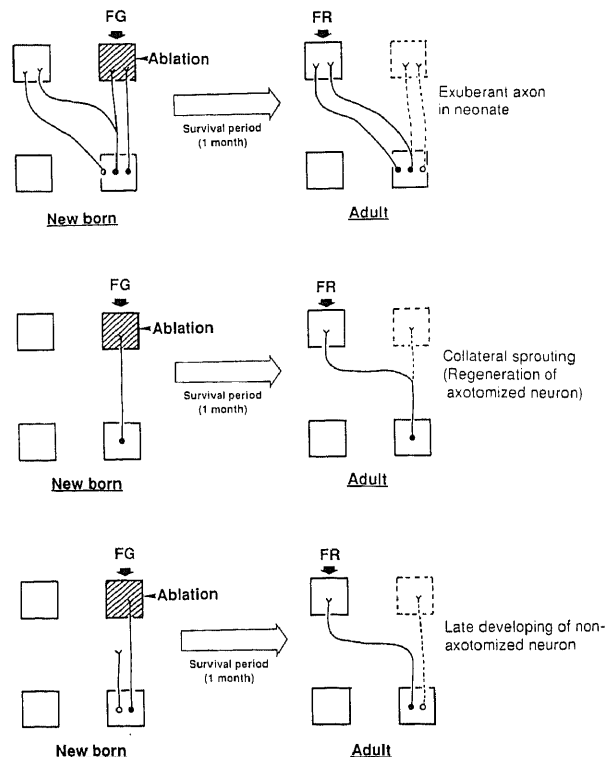 FG
FR
Ablation
Exuberant axon
in neonate
Survival period
(1 month)
New born
Adult
FG
FR
Ablation
Collateral sprouting
(Regeneration of
axotomized neuron)
Survival period
(1 month)
New born
Adult
FG
FR
Ablation
Late developing of non-
axotomized neuron
Survival period
(1 month)
New born
Adult